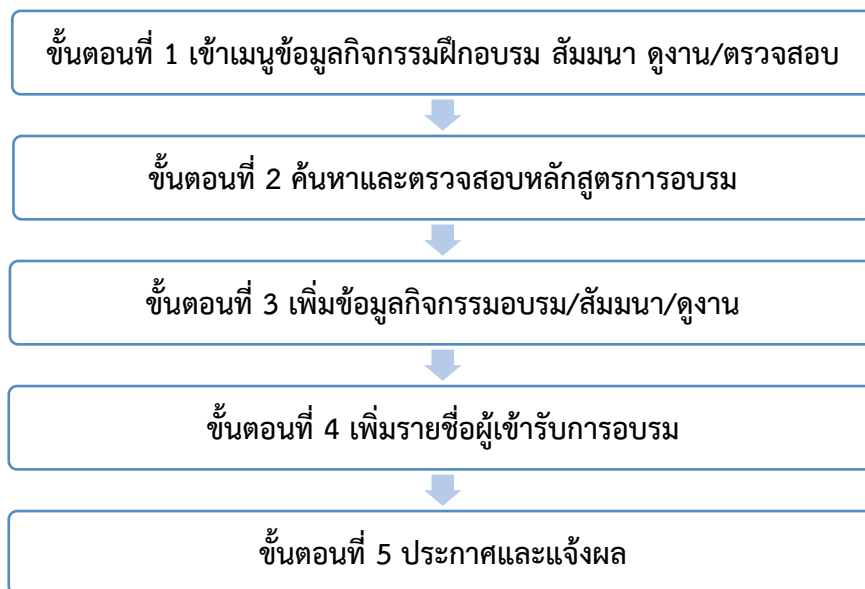 ขั้นตอนที่ 1 เข้าเมนูข้อมูลกิจกรรมฝึกอบรม สัมมนา ดูงาน/ตรวจสอบ
ขั้นตอนที่ 2 ค้นหาและตรวจสอบหลักสูตรการอบรม
ขั้นตอนที่ 3 เพิ่มข้อมูลกิจกรรมอบรม/สัมมนา/ดูงาน
ขั้นตอนที่ 4 เพิ่มรายชื่อผู้เข้ารับการอบรม
ขั้นตอนที่ 5 ประกาศและแจ้งผล